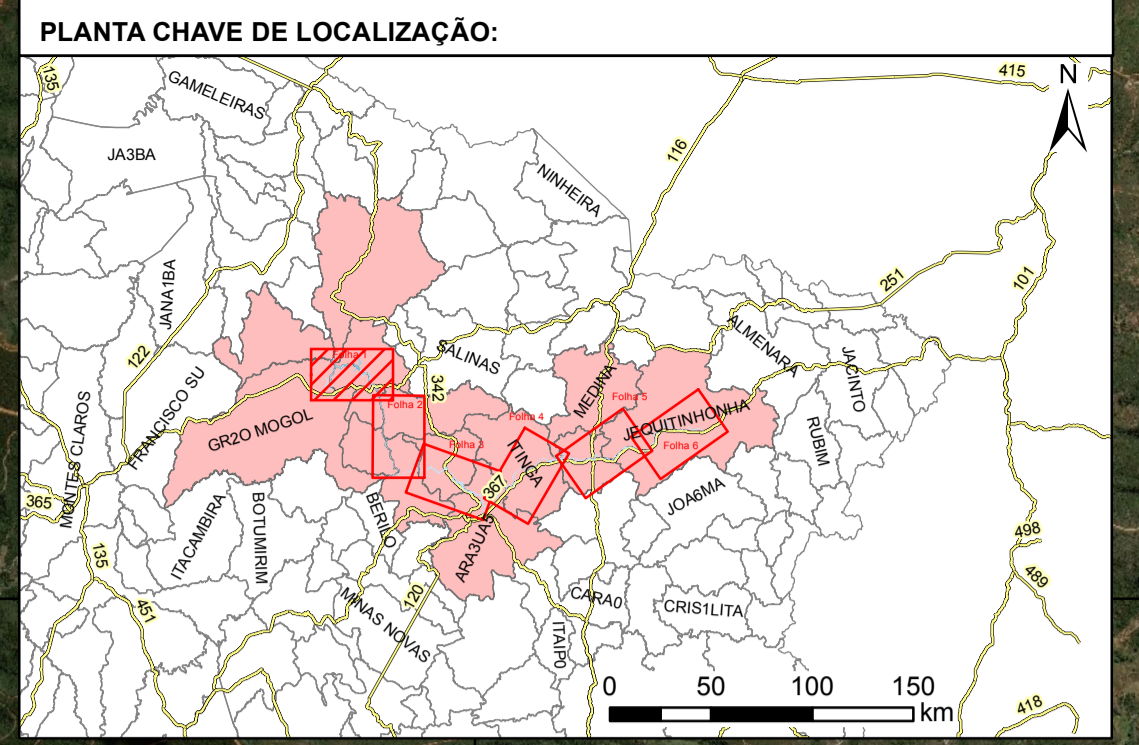 PLANTA CHAVE DE LOCALIZAÇÃO:
135
GAMELEIRAS
415
N
JA3BA
116
NINHEIRA
JANA1BA
251
101
122
ALMENARA
Folha 1
SALINAS
JACINTO
342
MEDINA
FRANCISCO SU
Folha 2
Folha 5
MONTES CLAROS
GR2O MOGOL
Folha 4
JEQUITINHONHA
RUBIM
Folha 3
ITINGA
Folha 6
367
365
ITACAMBIRA
BOTUMIRIM
BERILO
JOA6MA
498
135
ARA3UA5
489
451
120
CARA0
CRIS1LITA
MINAS NOVAS
ITAIP0
0 50 100 150
km
418